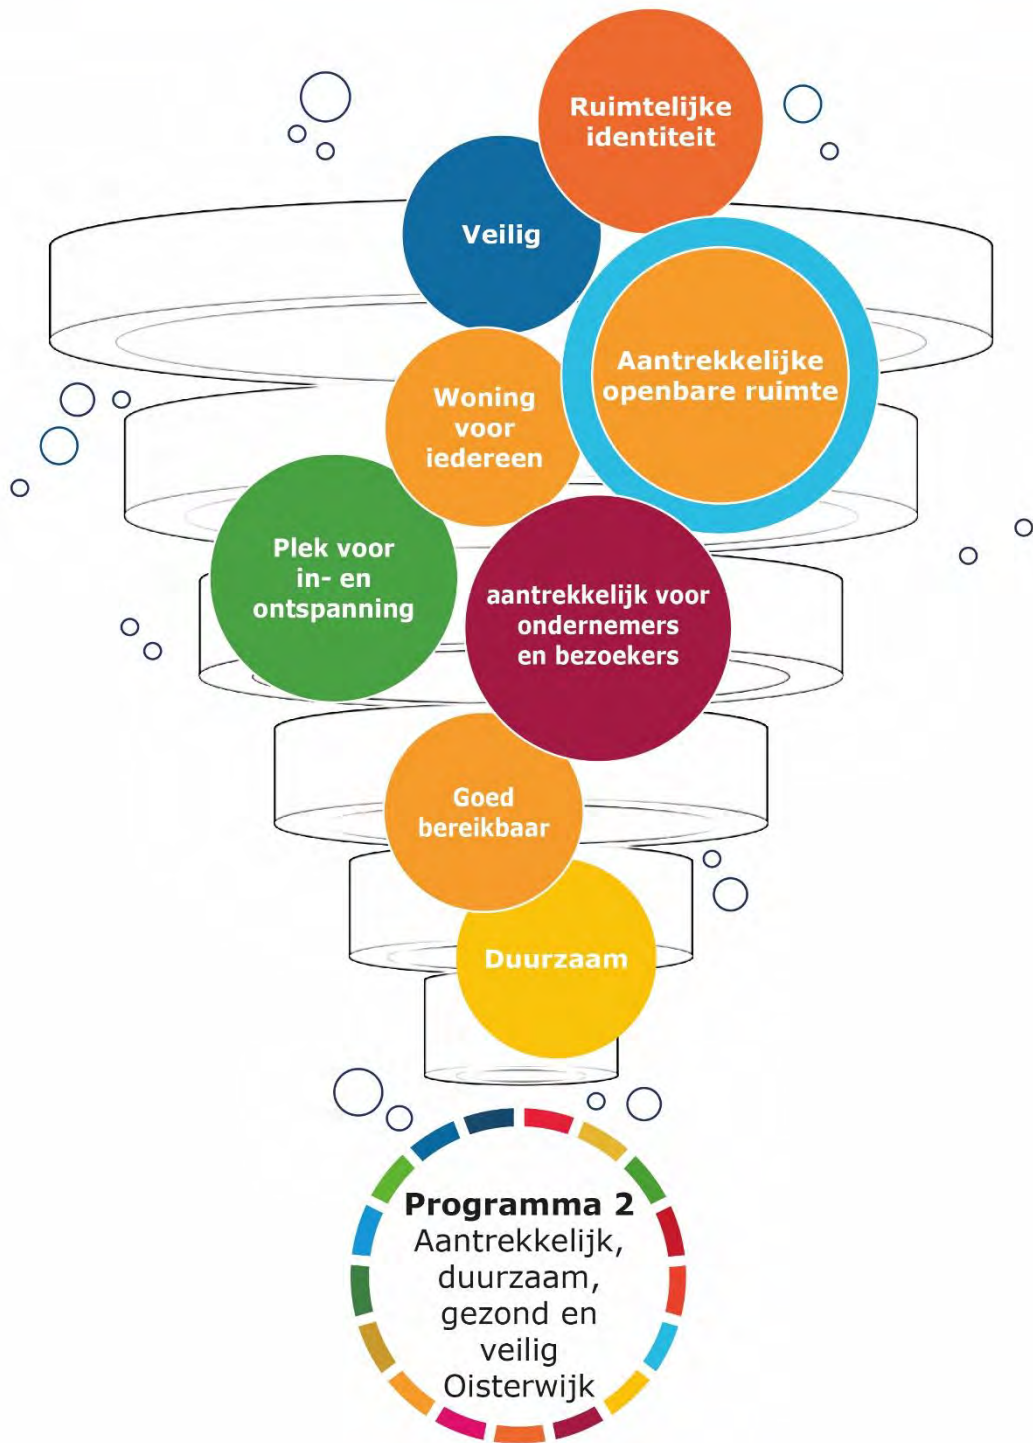 Ruimtelijke
identiteit
Veilig
Aantrekkelijke
openbare ruimte
Woning
voor
iedereen
Plek voor
in- en
ontspanning
aantrekkelijk voor
ondernemers
en bezoekers
Goed
bereikbaar
Duurzaam
Programma 2
Aantrekkelijk,
duurzaam,
gezond en
veilig
Oisterwijk